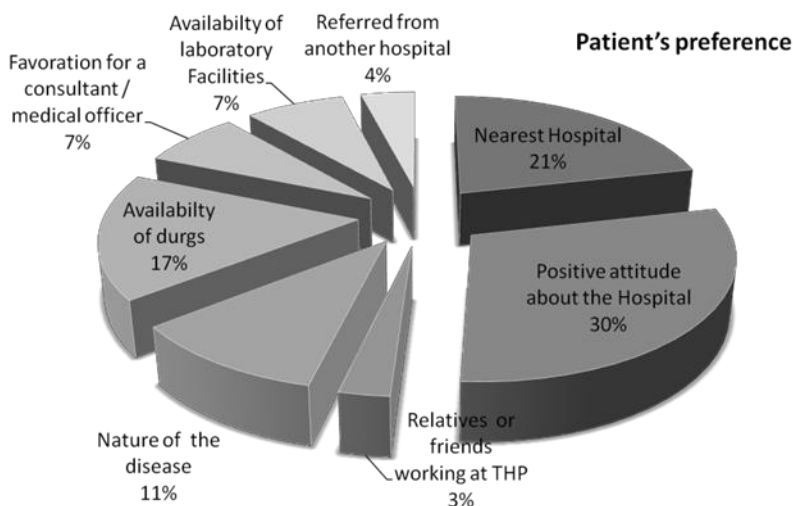 Patient's preference
Nearest Hospital
21%
Positive attitude
about the Hospital
30%
Relatives or
friends
working at THP
3%
Nature of the
disease
11%
Availabilty
of durgs
17%
Favoration for a
consultant /
medical officer
7%
Availabilty of
laboratory
Facilities
7%
Referred from
another hospital
4%